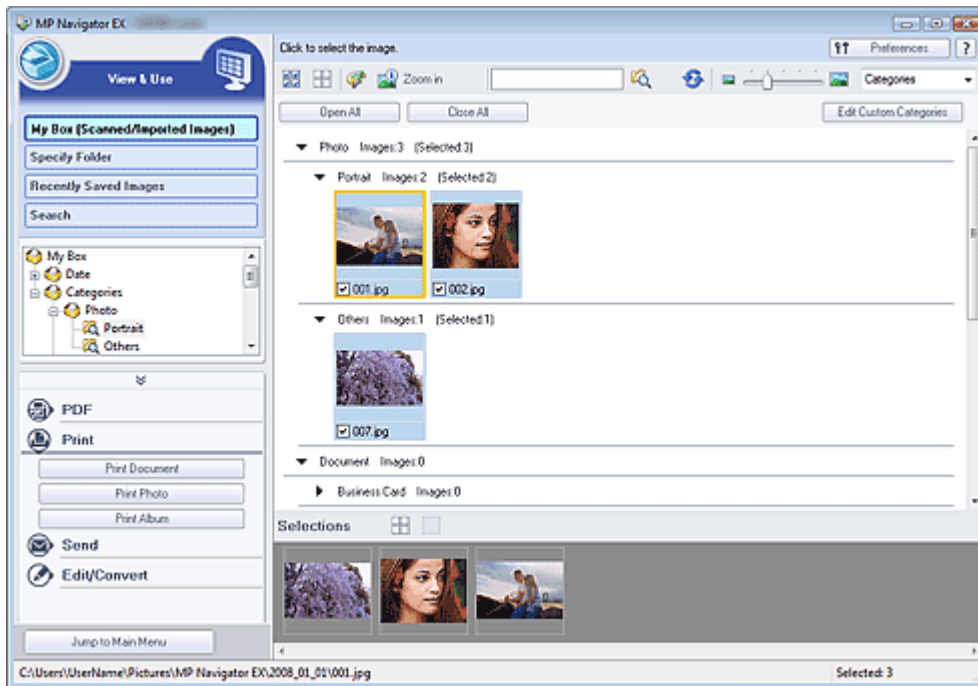 MP Navigator EX
View & Use
My Box (Scanned/Imported Images)
Specify Folder
Recently Saved Images
Search
My Box
Date
Categories
Photo
Portrait
Others
PDF
Print
Print Document
Print Photo
Print Album
Send
Edit/Convert
Jump to Main Menu
Click to select the image.
Preferences ?
Zoom in
Categories
Open All Close All Edit Custom Categories
Photo Images:3 (Selected:3)
Portrait Images:2 (Selected:2)
001.jpg 002.jpg
Others Images:1 (Selected:1)
007.jpg
Document Images:0
Business Card Images:0
Selections
C:\Users\UserName\Pictures\MP Navigator EX\2008_01_01\001.jpg Selected: 3